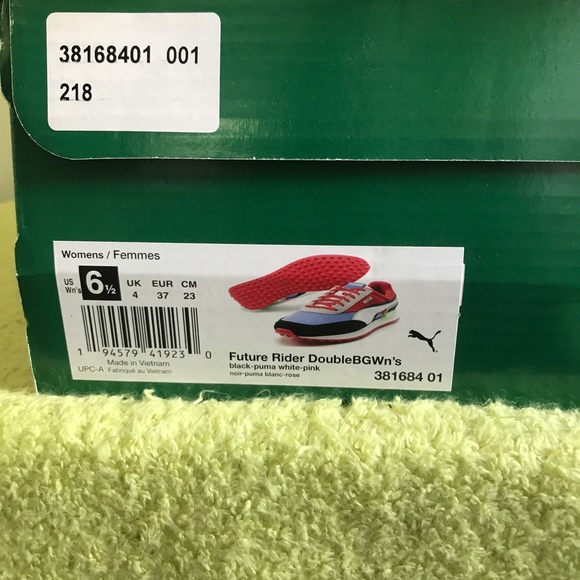 38168401 001
218
Womens / Femmes
US Wn's 6½ UK 4 EUR 37 CM 23
1 94579 41923 0
Made in Vietnam
UPC-A Fabriqué au Vietnam
Future Rider DoubleBGWn's
black-puma white-pink
noir-puma blanc-rose
381684 01